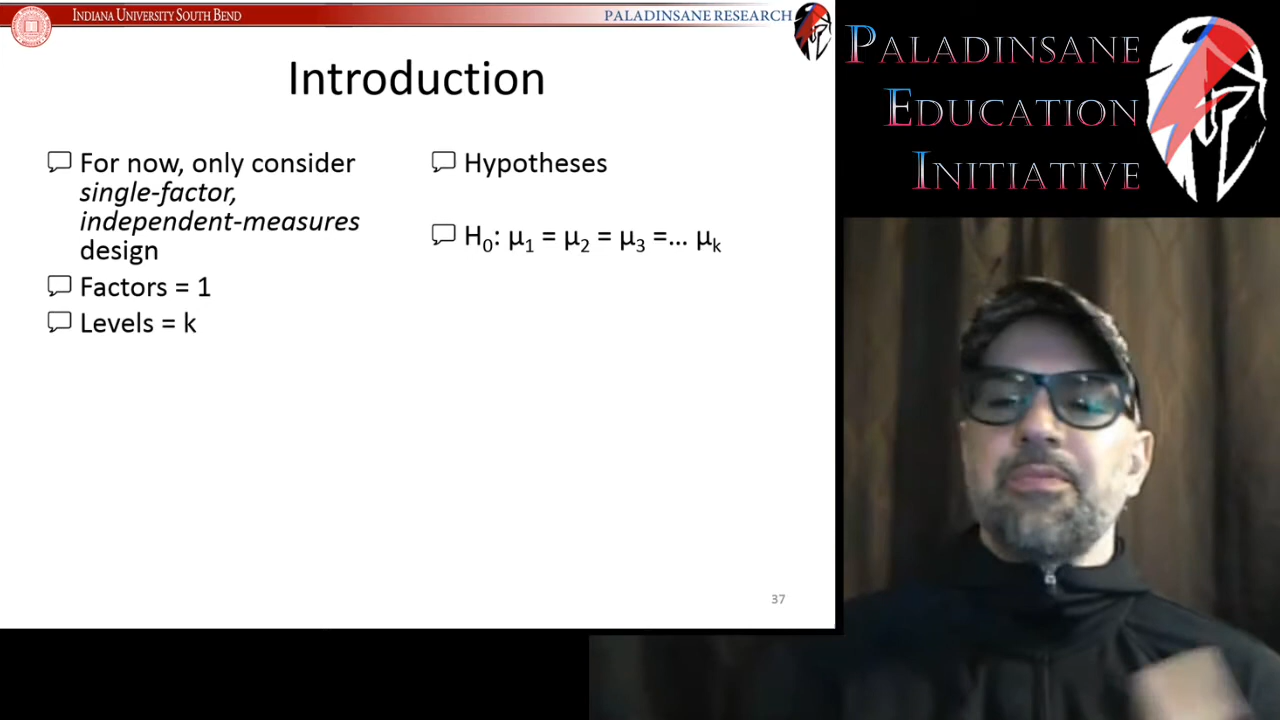 INDIANA UNIVERSITY SOUTH BEND
PALADINSANE RESEARCH
Introduction
For now, only consider
single-factor,
independent-measures
design
Factors = 1
Levels = k
Hypotheses
H₀: μ₁ = μ₂ = μ₃ =... μₖ
37
PALADINSANE
EDUCATION
INITIATIVE